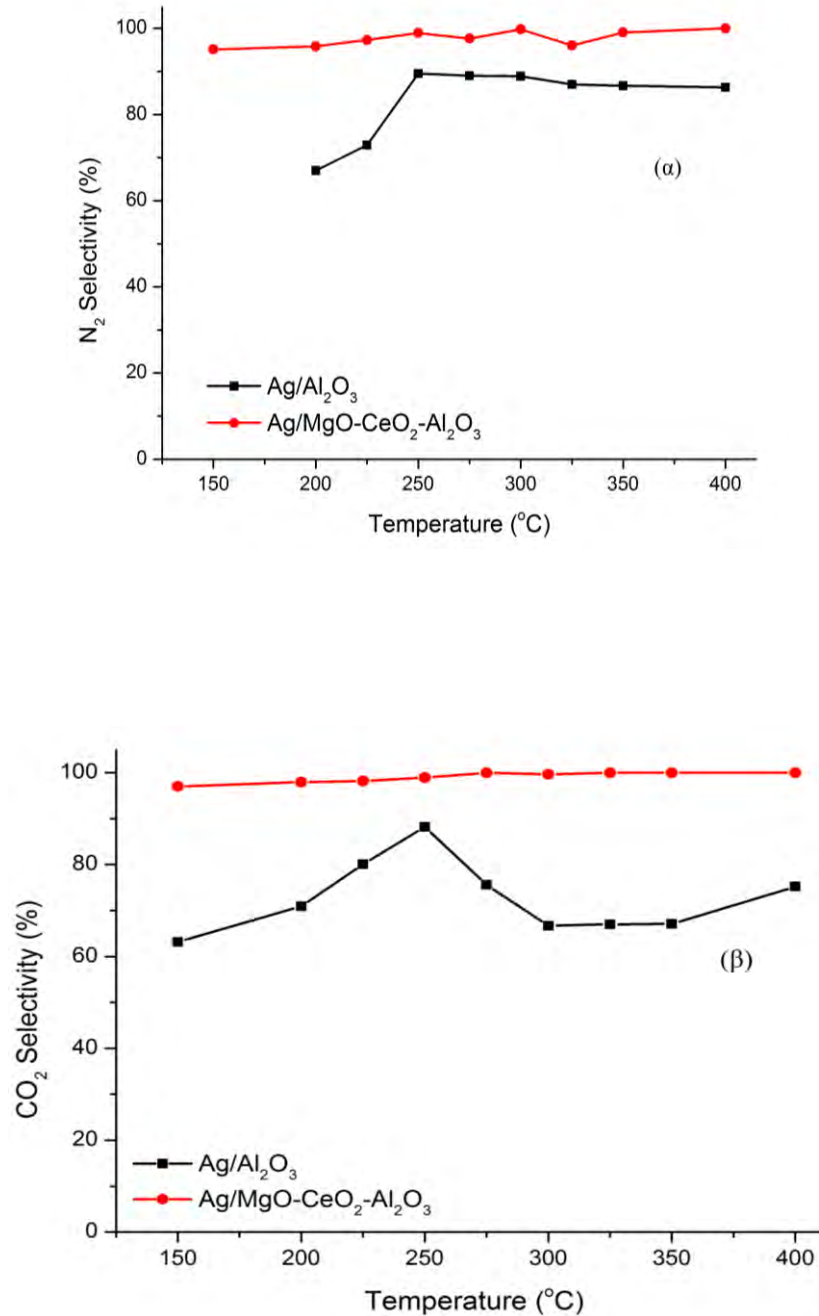 100
80
60
40
20
0
N₂ Selectivity (%)
(α)
Ag/Al₂O₃
Ag/MgO-CeO₂-Al₂O₃
150 200 250 300 350 400
Temperature (°C)
100
80
60
40
20
0
CO₂ Selectivity (%)
(β)
Ag/Al₂O₃
Ag/MgO-CeO₂-Al₂O₃
150 200 250 300 350 400
Temperature (°C)